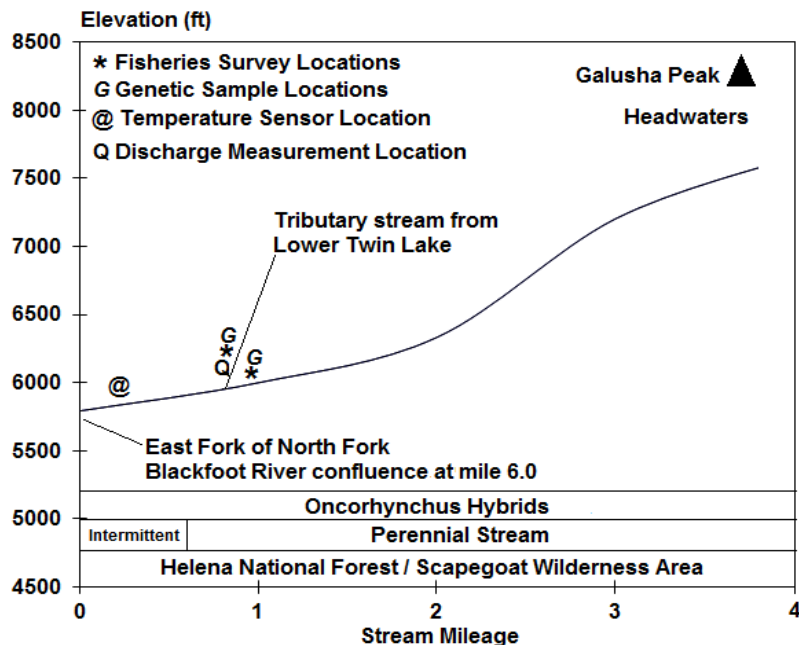 Elevation (ft)
8500
8000
7500
7000
6500
6000
5500
5000
4500
* Fisheries Survey Locations
G Genetic Sample Locations
@ Temperature Sensor Location
Q Discharge Measurement Location
Galusha Peak
Headwaters
Tributary stream from
Lower Twin Lake
G
*
Q
G
*
@
East Fork of North Fork
Blackfoot River confluence at mile 6.0
Oncorhynchus Hybrids
Intermittent
Perennial Stream
Helena National Forest / Scapegoat Wilderness Area
0
1
2
3
4
Stream Mileage